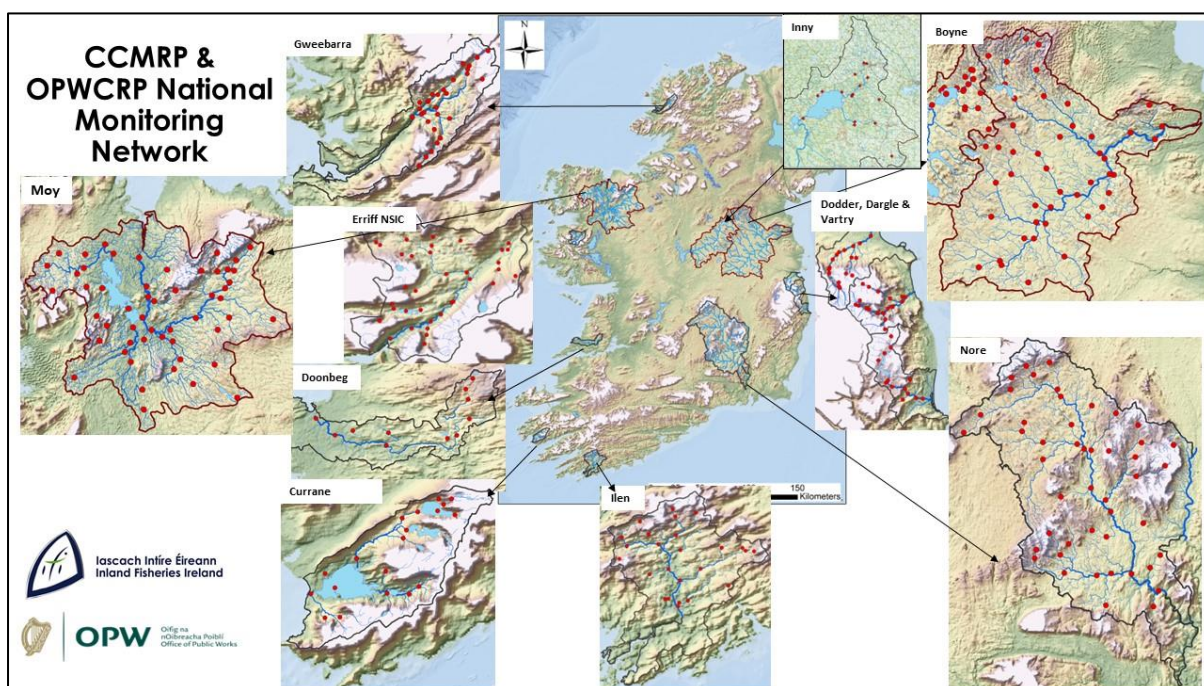 CCMRP &
OPWCRP National
Monitoring
Network
Gweebarra
N
Inny
Boyne
Moy
Erriff NSIC
Dodder, Dargle &
Vartry
Doonbeg
Nore
Currane
Ilen
150
Kilometers
Iascach Intíre Éireann
Inland Fisheries Ireland
OPW
Oifig na
nOibreacha Poiblí
Office of Public Works